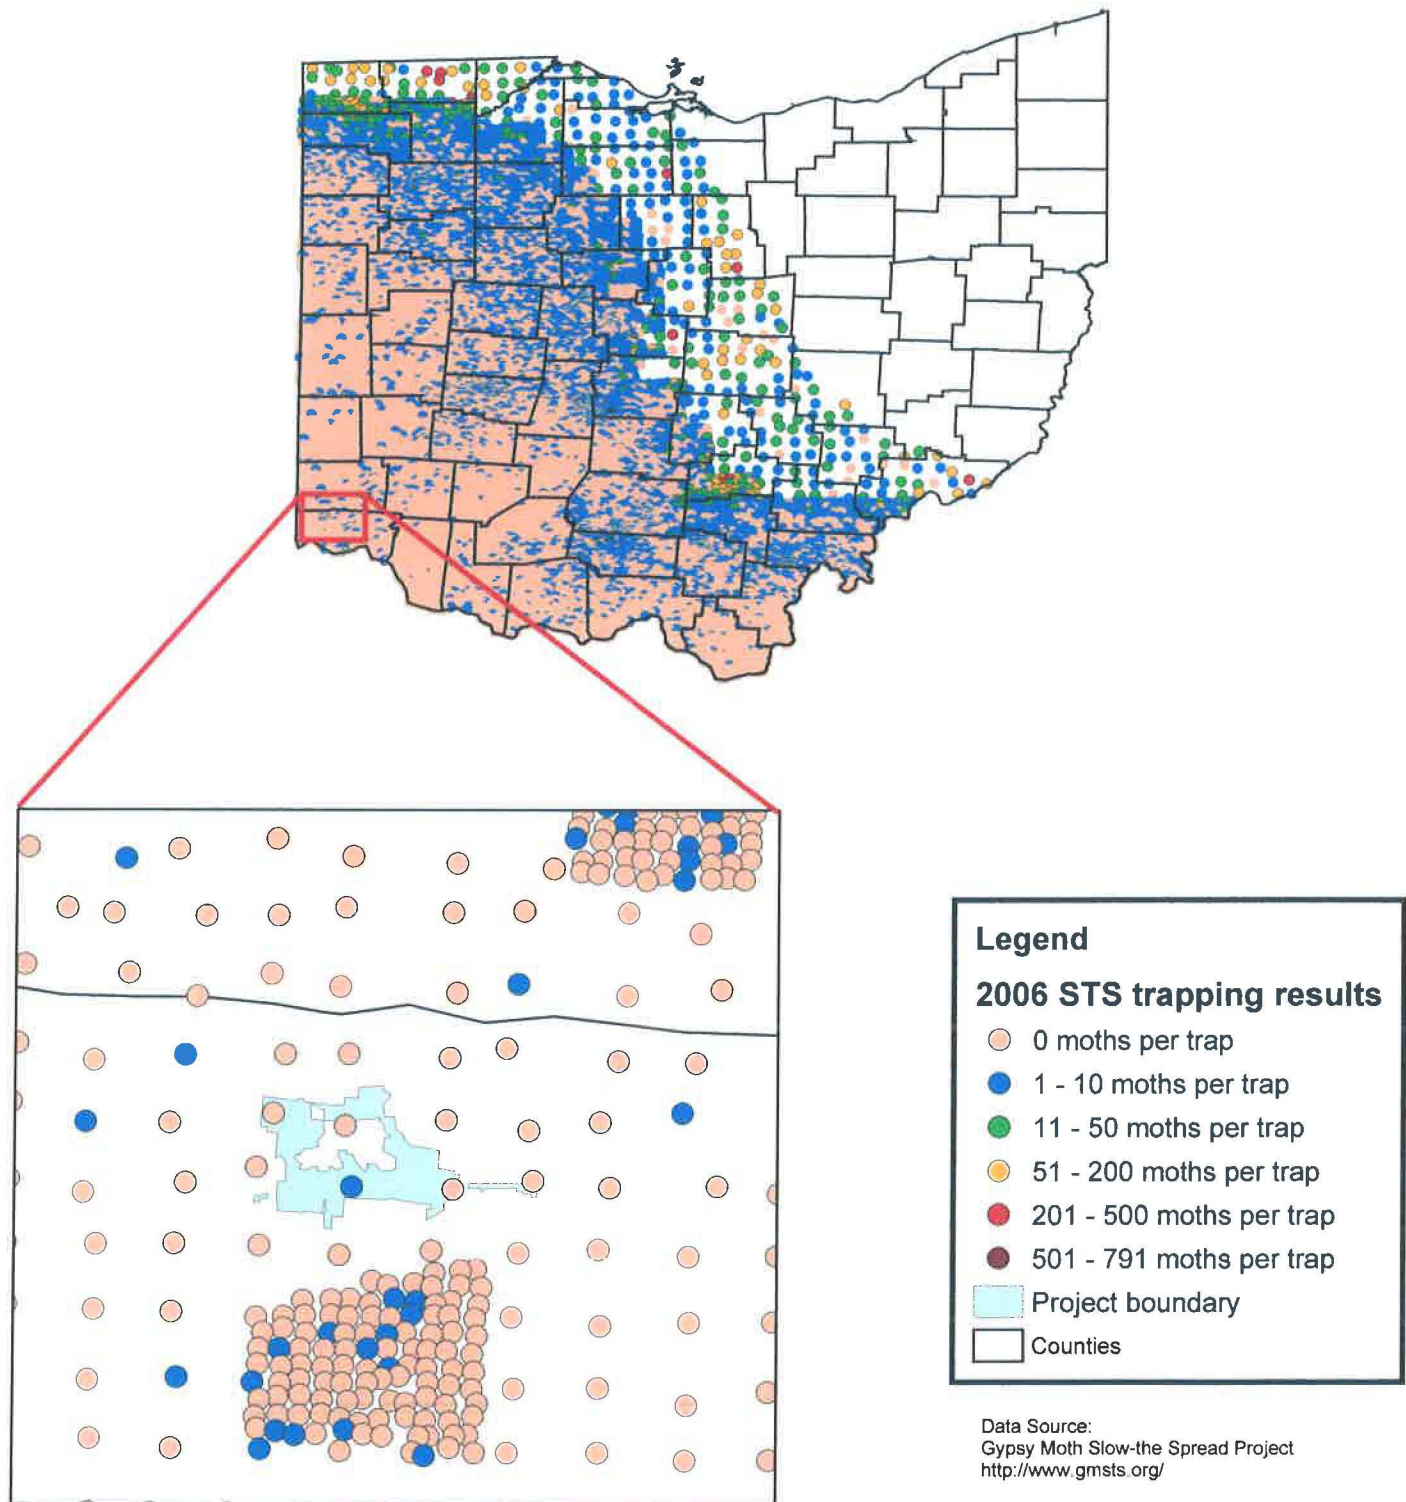 Legend
2006 STS trapping results
0 moths per trap
1 - 10 moths per trap
11 - 50 moths per trap
51 - 200 moths per trap
201 - 500 moths per trap
501 - 791 moths per trap
Project boundary
Counties
Data Source:
Gypsy Moth Slow-the Spread Project
http://www.gmsts.org/